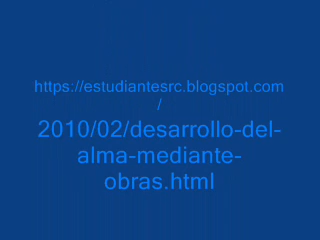 https://estudiantesrc.blogspot.com
/
2010/02/desarrollo-del-
alma-mediante-
obras.html